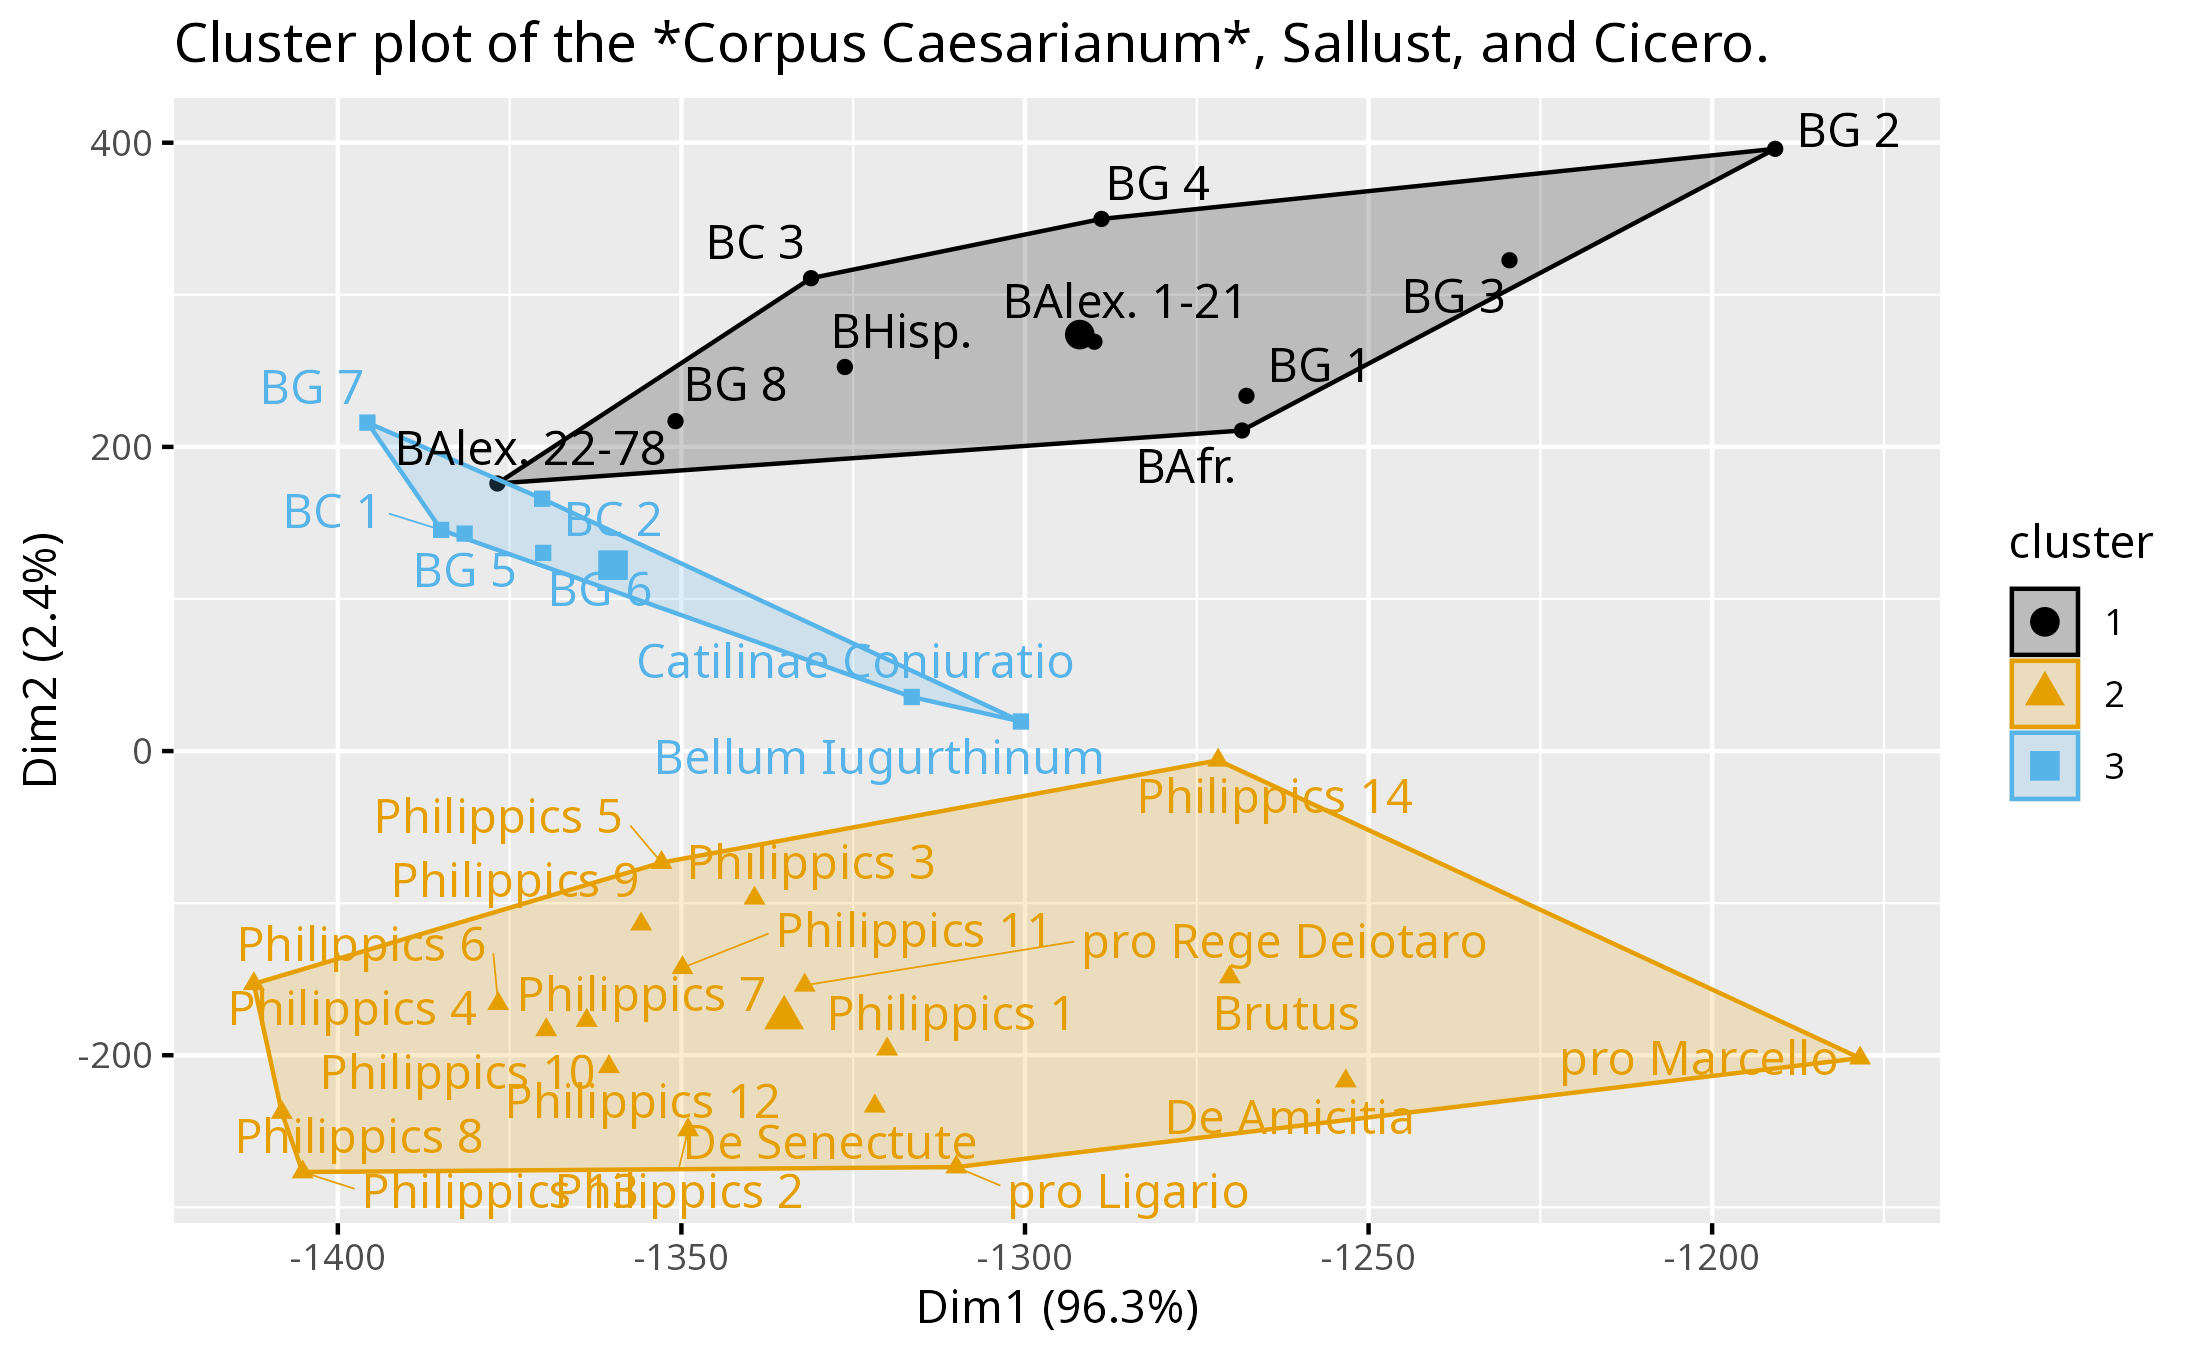 Cluster plot of the *Corpus Caesarianum*, Sallust, and Cicero.
400
200
0
-200
Dim2 (2.4%)
BG 2
BG 4
BC 3
BAlex. 1-21
BG 3
BHisp.
BG 1
BG 8
BG 7
BAlex. 22-78
BAfr.
BC 1
BC 2
BG 5
BG 6
Catilinae Coniuratio
Bellum Iugurthinum
Philippics 14
Philippics 5
Philippics 3
Philippics 9
Philippics 11
pro Rege Deiotaro
Philippics 6
Philippics 7
Philippics 4
Philippics 1
Brutus
pro Marcello
Philippics 10
Philippics 12
De Amicitia
Philippics 8
De Senectute
Philippics 13
Philippics 2
pro Ligario
-1400
-1350
-1300
-1250
-1200
Dim1 (96.3%)
cluster
1
2
3